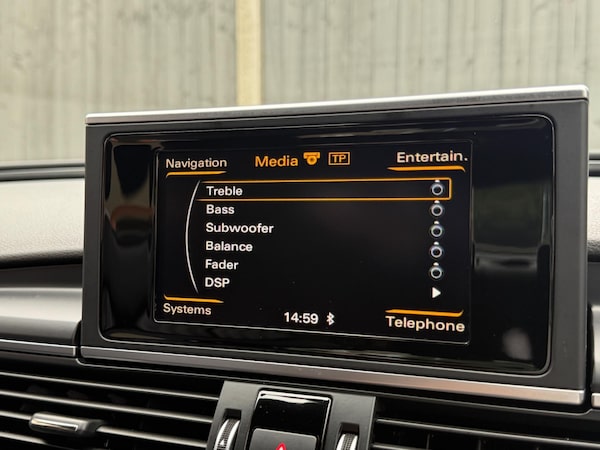 Navigation Media TP Entertain.
Treble
Bass
Subwoofer
Balance
Fader
DSP
Systems 14:59 Telephone